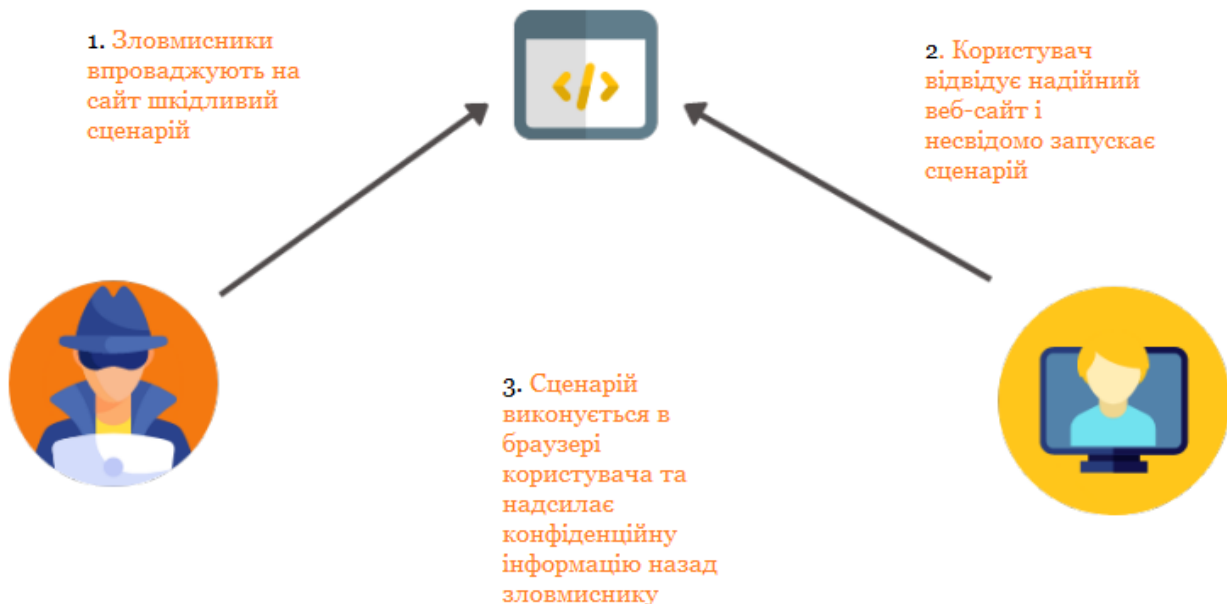 1. Зловмисники
впроваджують на
сайт шкідливий
сценарій
</>
2. Користувач
відвідує надійний
веб-сайт і
несвідомо запускає
сценарій
3. Сценарій
виконується в
браузері
користувача та
надсилає
конфіденційну
інформацію назад
зловмиснику